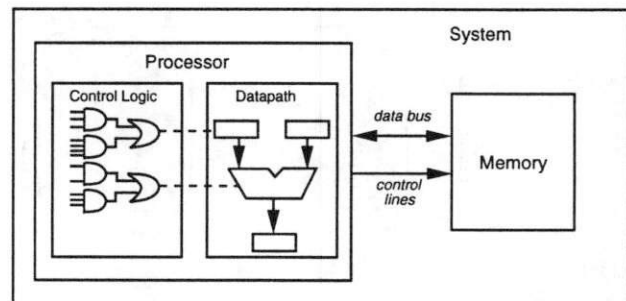 System
Processor
Control Logic
Datapath
data bus
Memory
control
lines